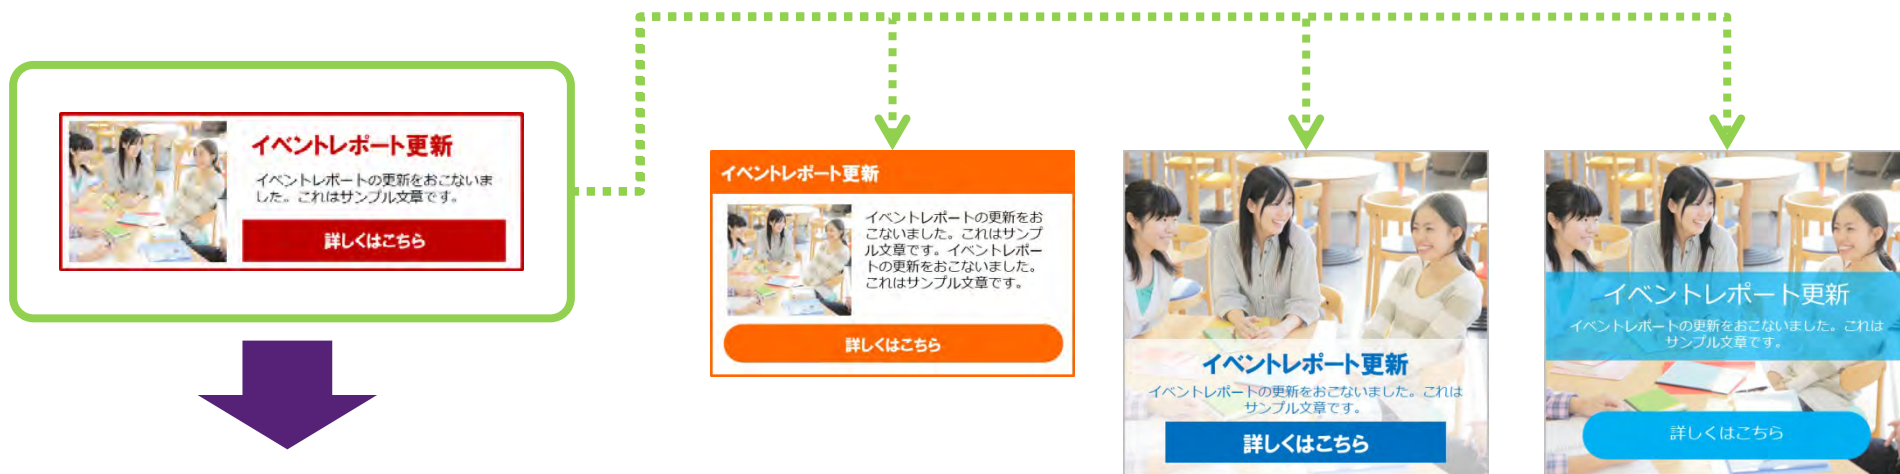 イベントレポート更新
イベントレポートの更新をおこないま
した。これはサンプル文章です。
詳しくはこちら
イベントレポート更新
イベントレポートの更新をお
こないました。これはサンプ
ル文章です。イベントレポー
トの更新をおこないました。
これはサンプル文章です。
詳しくはこちら
イベントレポート更新
イベントレポートの更新をおこないました。これは
サンプル文章です。
詳しくはこちら
イベントレポート更新
イベントレポートの更新をおこないました。これは
サンプル文章です。
詳しくはこちら